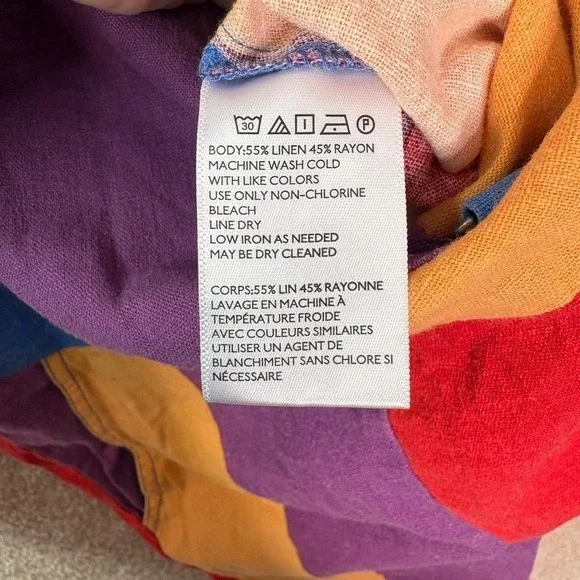 30 P
BODY:55% LINEN 45% RAYON
MACHINE WASH COLD
WITH LIKE COLORS
USE ONLY NON-CHLORINE
BLEACH
LINE DRY
LOW IRON AS NEEDED
MAY BE DRY CLEANED
CORPS:55% LIN 45% RAYONNE
LAVAGE EN MACHINE À
TEMPÉRATURE FROIDE
AVEC COULEURS SIMILAIRES
UTILISER UN AGENT DE
BLANCHIMENT SANS CHLORE SI
NÉCESSAIRE